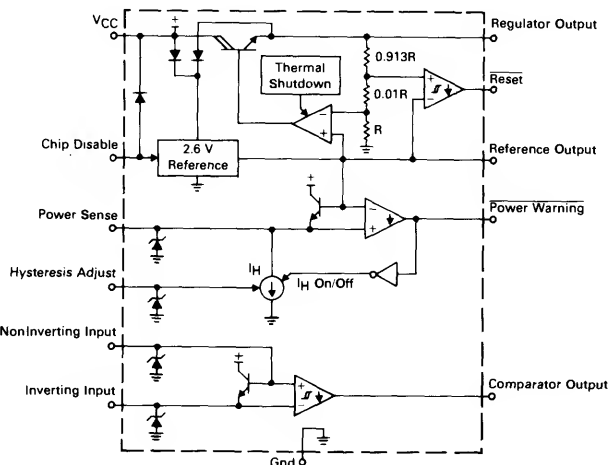 VCC
Regulator Output
0.913R
Thermal
Shutdown
Reset
0.01R
R
Chip Disable
2.6 V
Reference
Reference Output
Power Sense
Power Warning
IH
Hysteresis Adjust
IH On/Off
NonInverting Input
Inverting Input
Comparator Output
Gnd